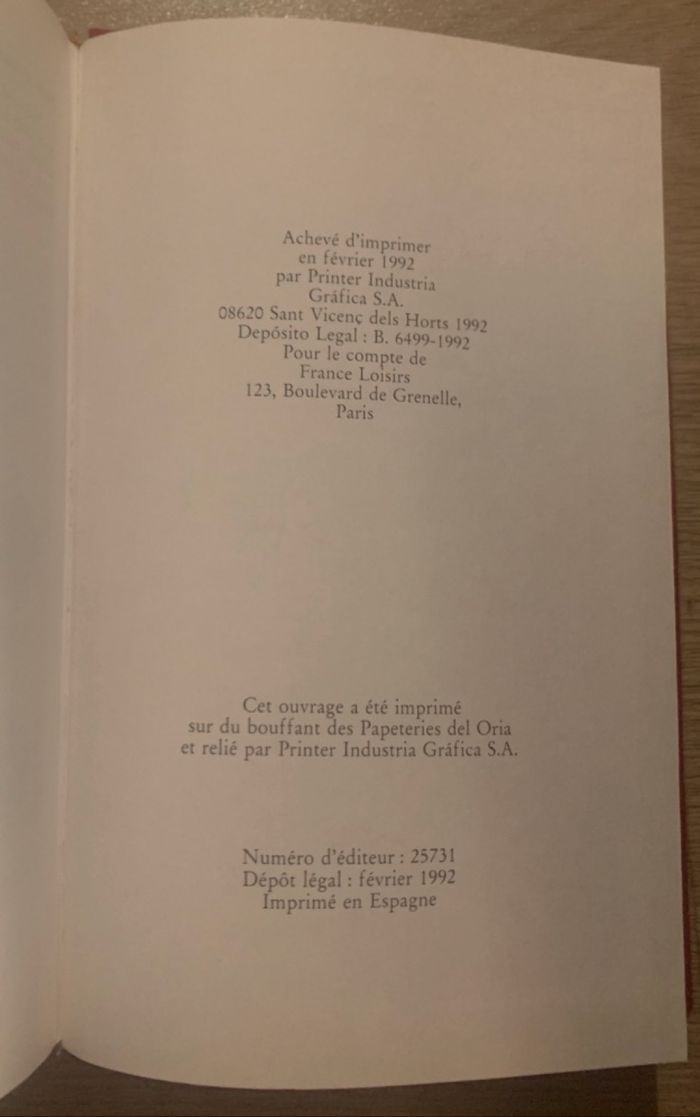 Achevé d'imprimer
en février 1992
par Printer Industria
Gráfica S.A.
08620 Sant Vicenç dels Horts 1992
Depósito Legal : B. 6499-1992
Pour le compte de
France Loisirs
123, Boulevard de Grenelle,
Paris
Cet ouvrage a été imprimé
sur du bouffant des Papeteries del Oria
et relié par Printer Industria Gráfica S.A.
Numéro d'éditeur : 25731
Dépôt légal : février 1992
Imprimé en Espagne